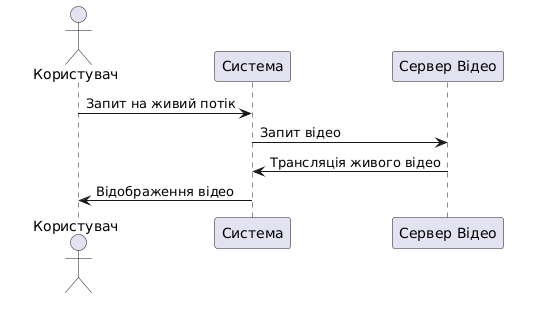 Користувач
Система
Сервер Відео
Запит на живий потік
Запит відео
Трансляція живого відео
Відображення відео
Користувач
Система
Сервер Відео